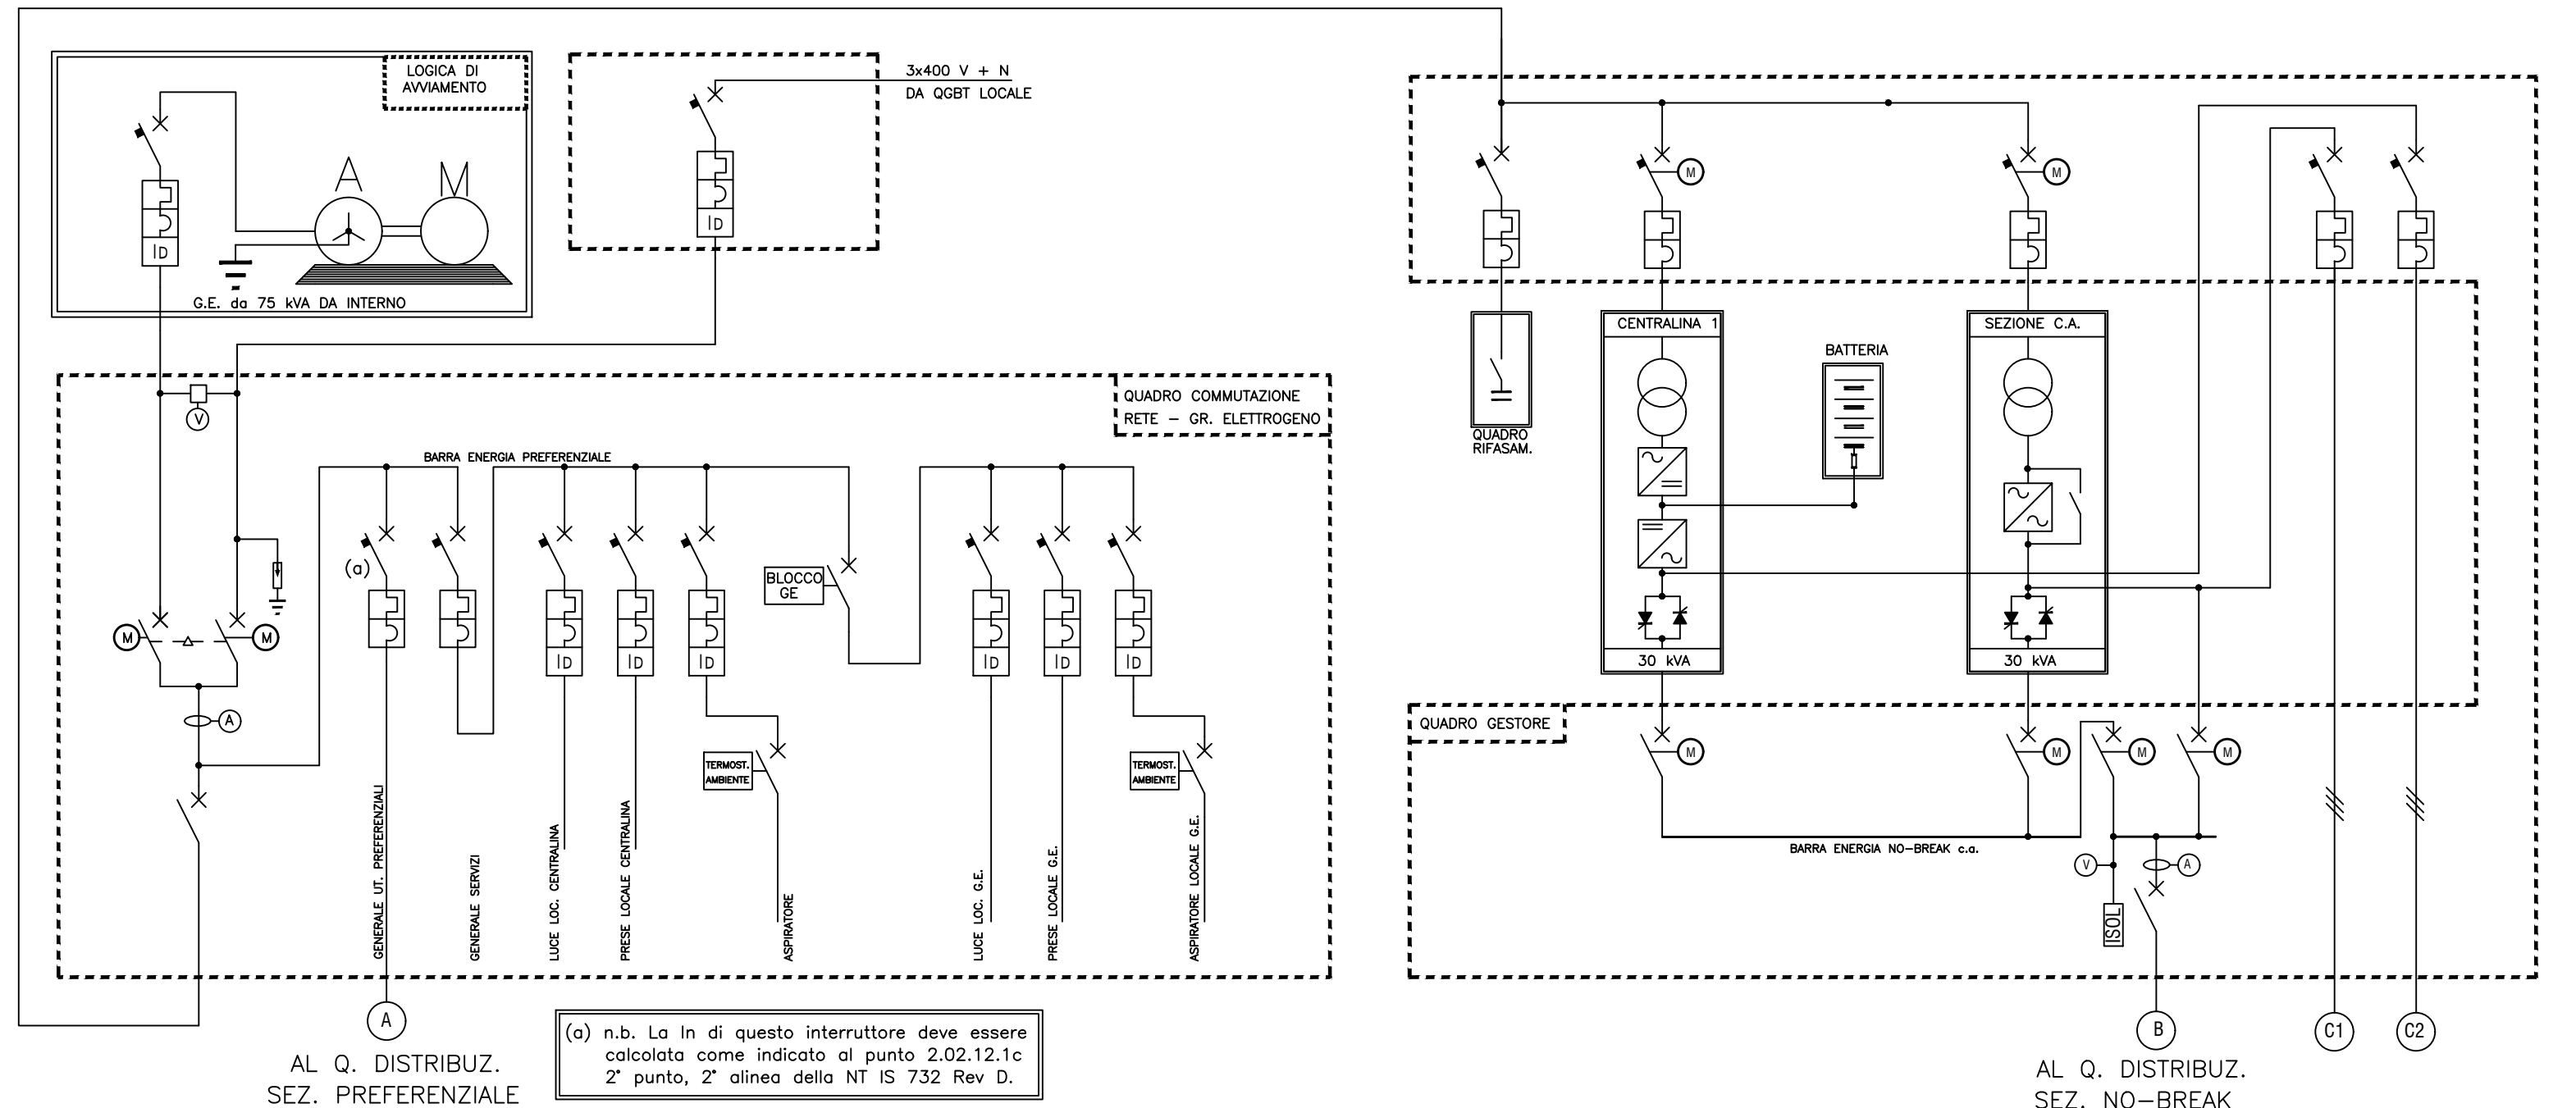 LOGICA DI
AVVIAMENTO
3x400 V + N
DA QGBT LOCALE
A
M
ID
G.E. da 75 kVA DA INTERNO
ID
M
M
CENTRALINA 1
SEZIONE C.A.
BATTERIA
QUADRO
RIFASAM.
30 kVA
30 kVA
V
QUADRO COMMUTAZIONE
RETE – GR. ELETTROGENO
BARRA ENERGIA PREFERENZIALE
(a)
BLOCCO
GE
M
M
ID
ID
ID
ID
ID
ID
A
TERMOST.
AMBIENTE
TERMOST.
AMBIENTE
GENERALE UT. PREFERENZIALI
GENERALE SERVIZI
LUCE LOC. CENTRALINA
PRESE LOCALE CENTRALINA
ASPIRATORE
LUCE LOC. G.E.
PRESE LOCALE G.E.
ASPIRATORE LOCALE G.E.
QUADRO GESTORE
M
M
M
M
BARRA ENERGIA NO–BREAK c.a.
V
A
ISOL
A
AL Q. DISTRIBUZ.
SEZ. PREFERENZIALE
(a) n.b. La In di questo interruttore deve essere
calcolata come indicato al punto 2.02.12.1c
2° punto, 2° alinea della NT IS 732 Rev D.
B
C1
C2
AL Q. DISTRIBUZ.
SEZ. NO–BREAK